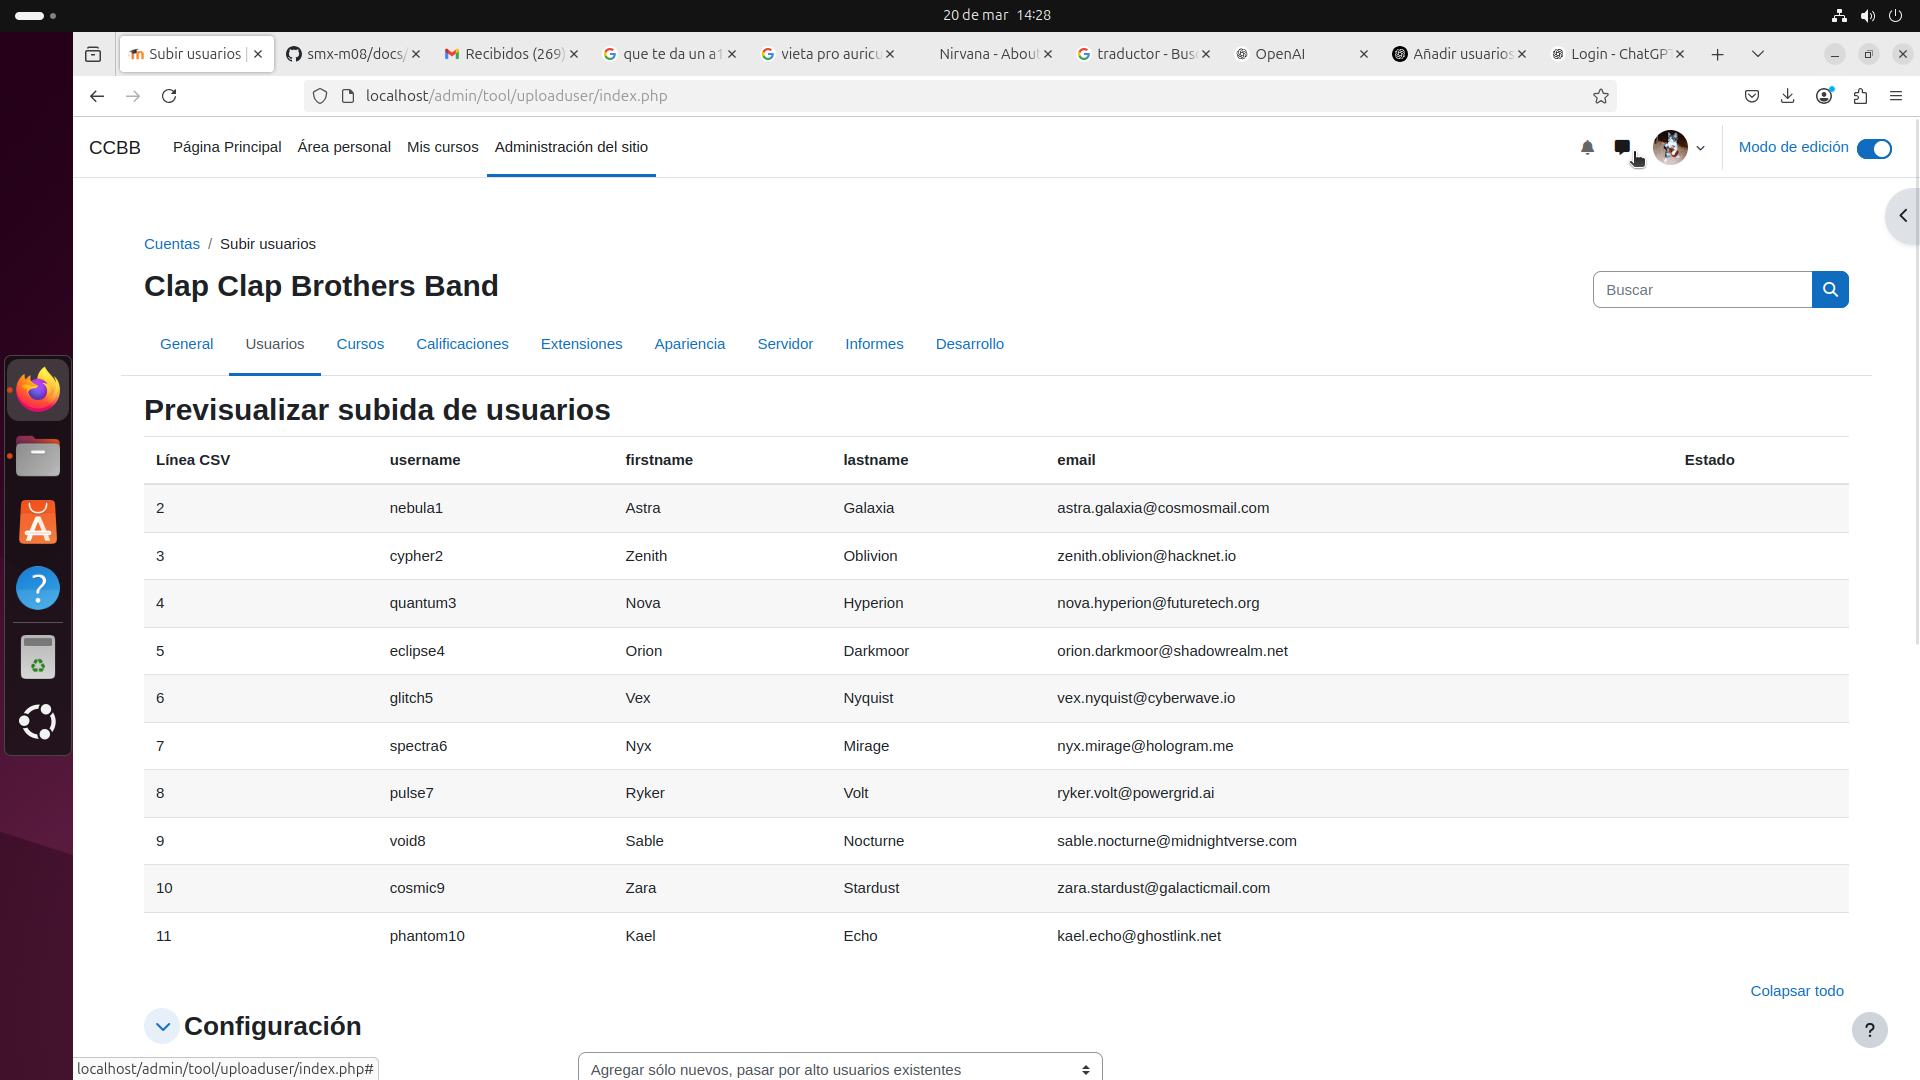 20 de mar 14:28
Subir usuarios |
smx-m08/docs/
Recibidos (269)
que te da un a1
vieta pro auricu
Nirvana - About
traductor - Bus
OpenAI
Añadir usuarios
Login - ChatGPT
localhost/admin/tool/uploaduser/index.php
CCBB
Página Principal
Área personal
Mis cursos
Administración del sitio
Modo de edición
Cuentas / Subir usuarios
Clap Clap Brothers Band
Buscar
General Usuarios Cursos Calificaciones Extensiones Apariencia Servidor Informes Desarrollo
Previsualizar subida de usuarios
Línea CSV username firstname lastname email Estado
2 nebula1 Astra Galaxia astra.galaxia@cosmosmail.com
3 cypher2 Zenith Oblivion zenith.oblivion@hacknet.io
4 quantum3 Nova Hyperion nova.hyperion@futuretech.org
5 eclipse4 Orion Darkmoor orion.darkmoor@shadowrealm.net
6 glitch5 Vex Nyquist vex.nyquist@cyberwave.io
7 spectra6 Nyx Mirage nyx.mirage@hologram.me
8 pulse7 Ryker Volt ryker.volt@powergrid.ai
9 void8 Sable Nocturne sable.nocturne@midnightverse.com
10 cosmic9 Zara Stardust zara.stardust@galacticmail.com
11 phantom10 Kael Echo kael.echo@ghostlink.net
Colapsar todo
Configuración
?
localhost/admin/tool/uploaduser/index.php#
Agregar sólo nuevos, pasar por alto usuarios existentes